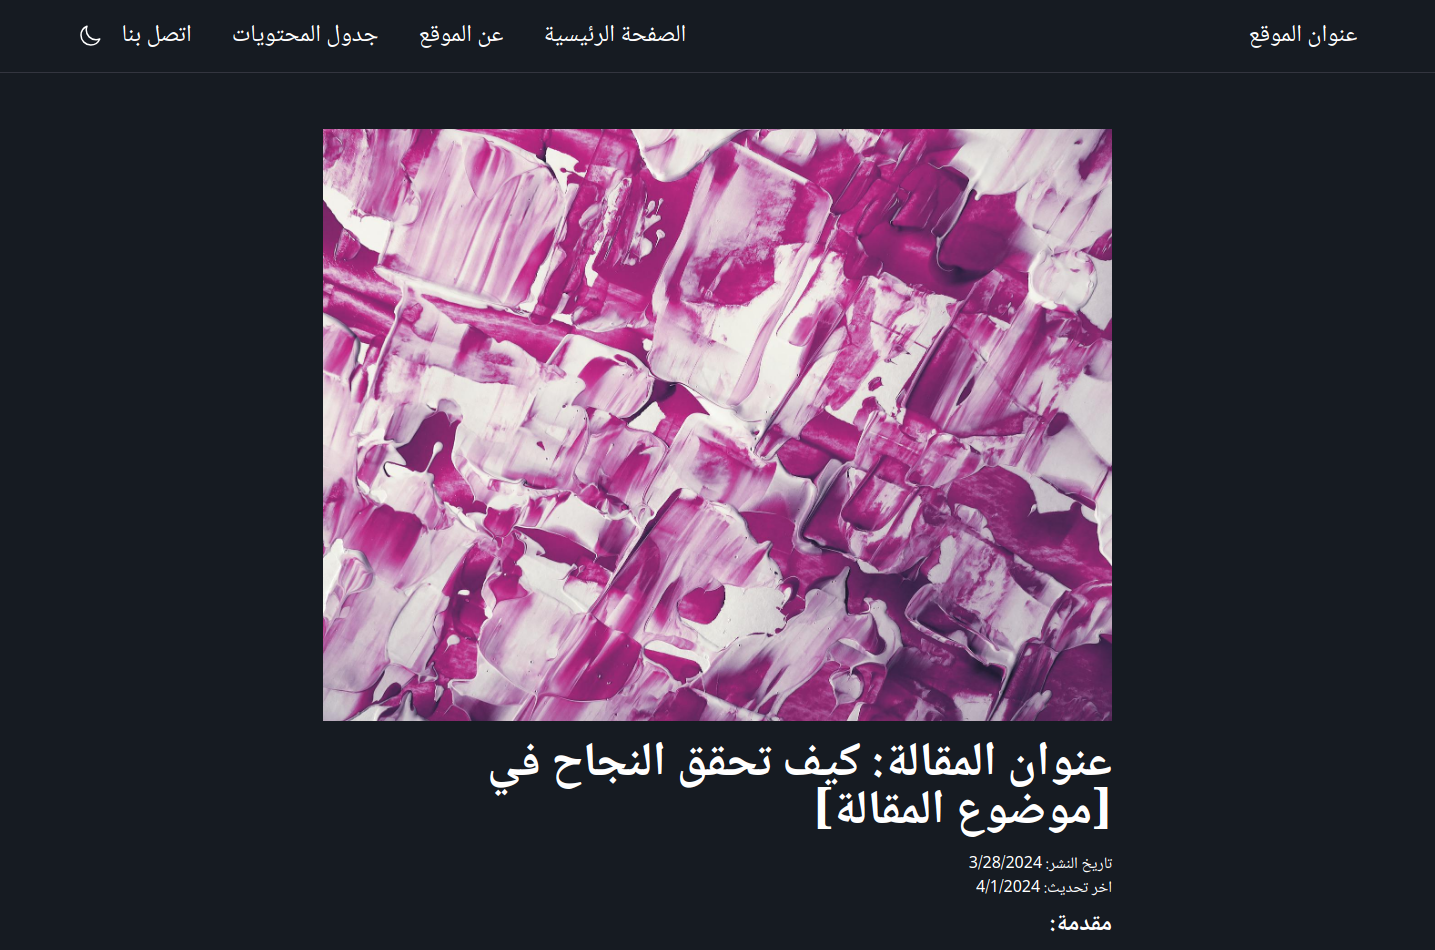 عنوان الموقع
الصفحة الرئيسية
عن الموقع
جدول المحتويات
اتصل بنا
عنوان المقالة: كيف تحقق النجاح في
[موضوع المقالة]
تاريخ النشر: 3/28/2024
اخر تحديث: 4/1/2024
مقدمة: